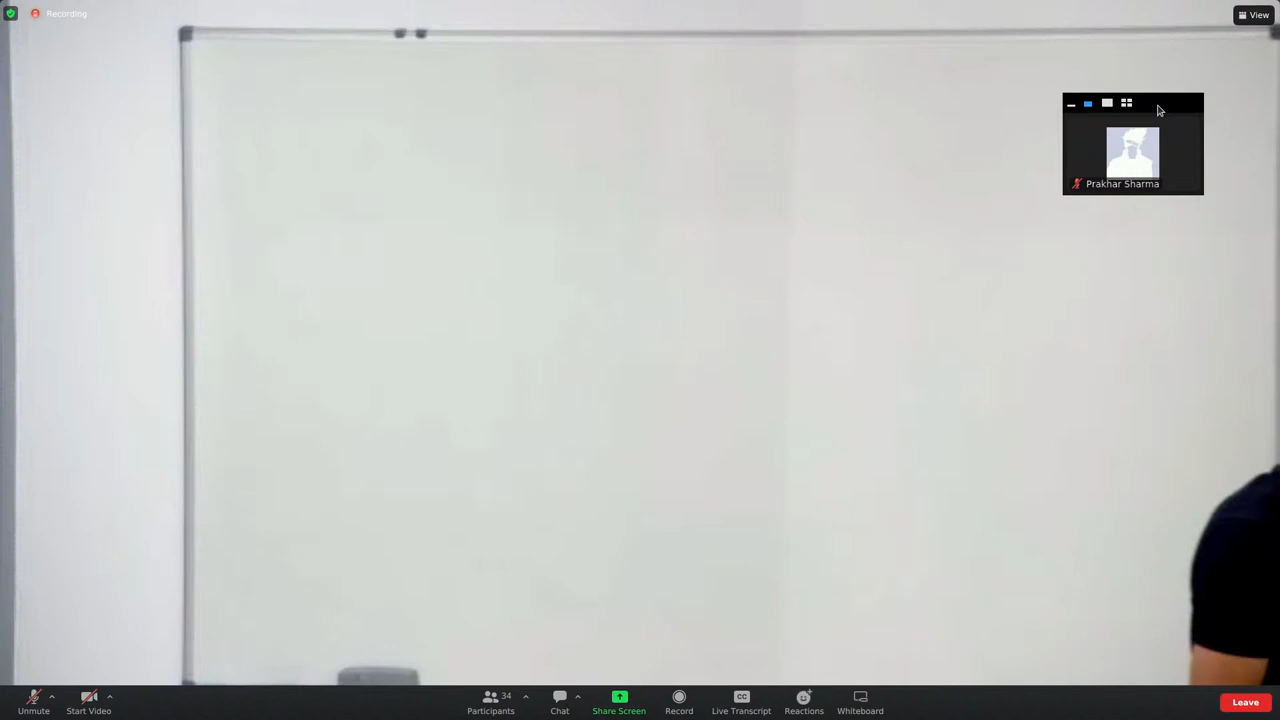 Recording
View
Prakhar Sharma
Unmute
Start Video
34
Participants
Chat
Share Screen
Record
CC
Live Transcript
Reactions
Whiteboard
Leave